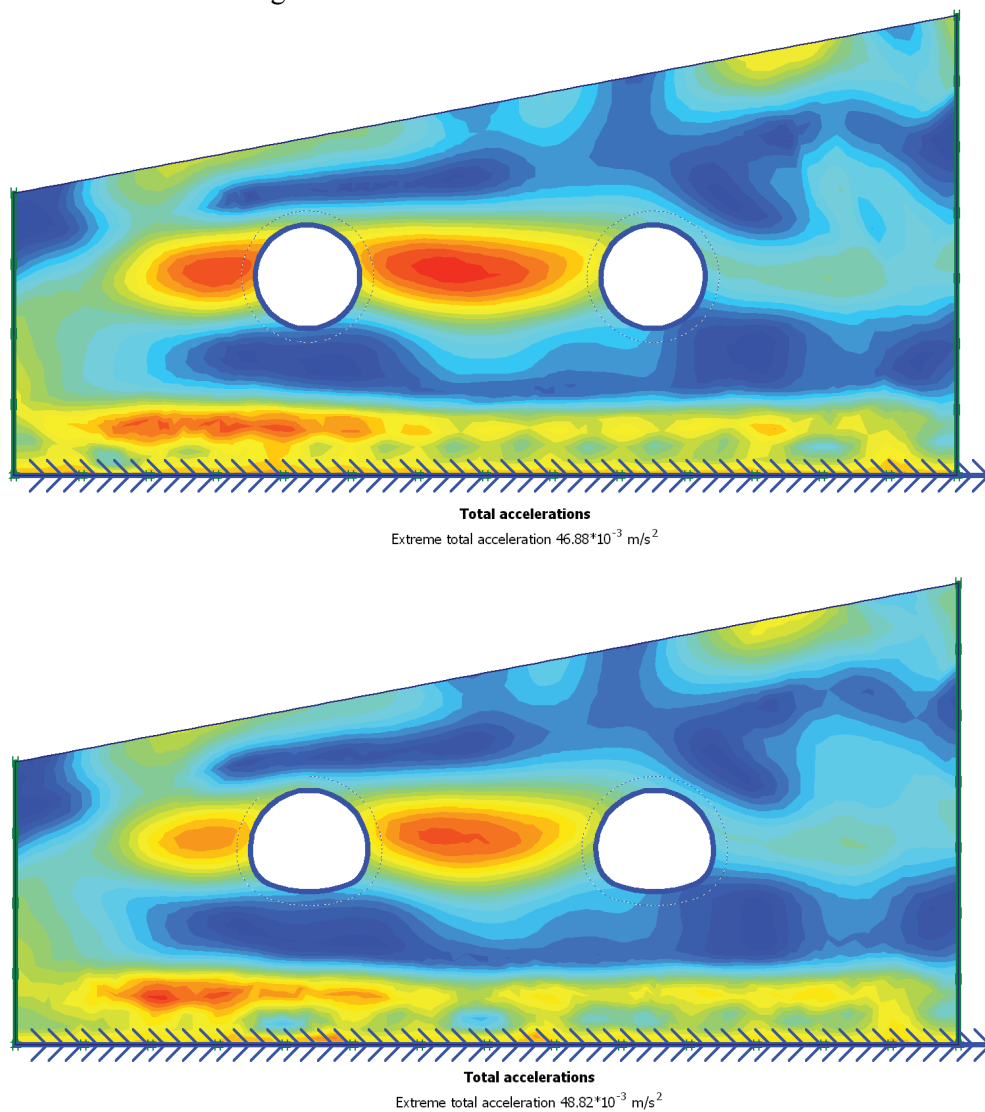 Total accelerations
Extreme total acceleration 46.88*10⁻³ m/s²
Total accelerations
Extreme total acceleration 48.82*10⁻³ m/s²